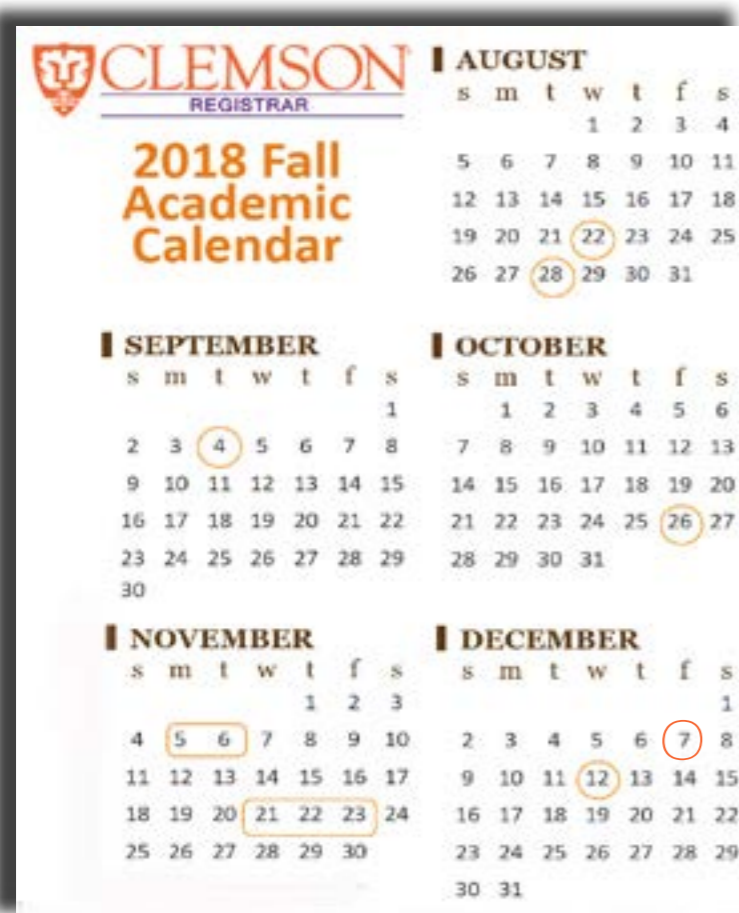 CLEMSON
REGISTRAR
2018 Fall
Academic
Calendar
AUGUST
s m t w t f s
1 2 3 4
5 6 7 8 9 10 11
12 13 14 15 16 17 18
19 20 21 22 23 24 25
26 27 28 29 30 31
SEPTEMBER
s m t w t f s
1
2 3 4 5 6 7 8
9 10 11 12 13 14 15
16 17 18 19 20 21 22
23 24 25 26 27 28 29
30
OCTOBER
s m t w t f s
1 2 3 4 5 6
7 8 9 10 11 12 13
14 15 16 17 18 19 20
21 22 23 24 25 26 27
28 29 30 31
NOVEMBER
s m t w t f s
1 2 3
4 5 6 7 8 9 10
11 12 13 14 15 16 17
18 19 20 21 22 23 24
25 26 27 28 29 30
DECEMBER
s m t w t f s
1
2 3 4 5 6 7 8
9 10 11 12 13 14 15
16 17 18 19 20 21 22
23 24 25 26 27 28 29
30 31